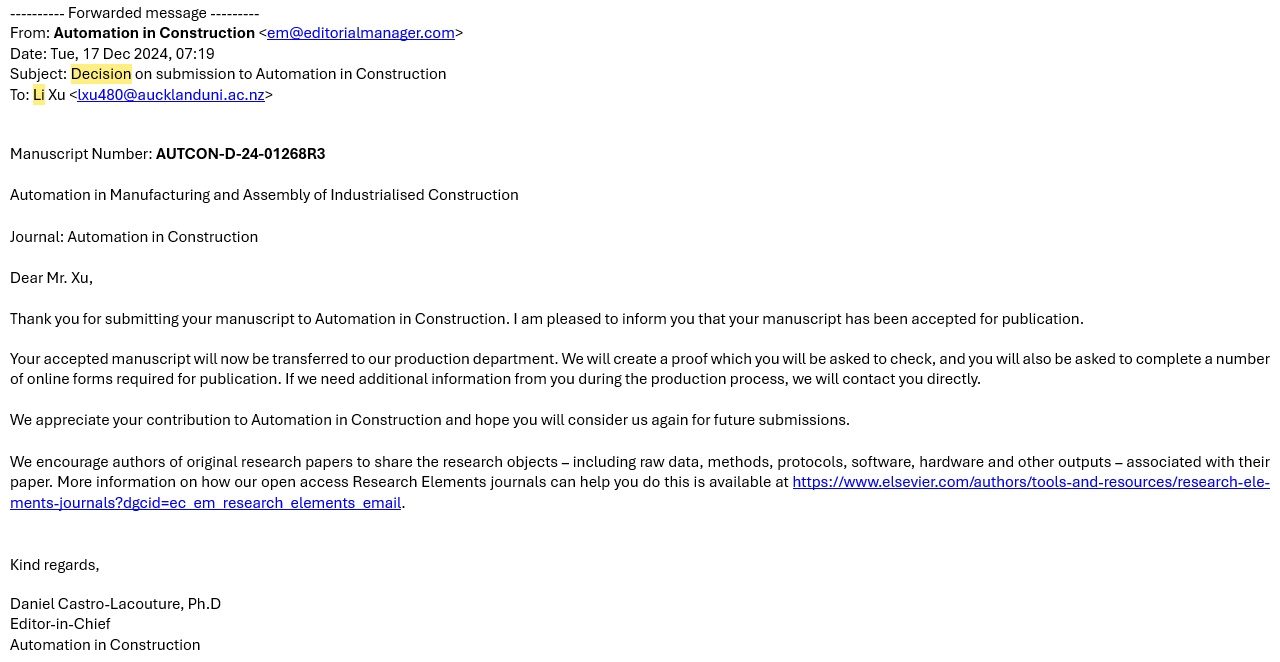 ---------- Forwarded message ---------
From: Automation in Construction <em@editorialmanager.com>
Date: Tue, 17 Dec 2024, 07:19
Subject: Decision on submission to Automation in Construction
To: Li Xu <lxu480@aucklanduni.ac.nz>
Manuscript Number: AUTCON-D-24-01268R3
Automation in Manufacturing and Assembly of Industrialised Construction
Journal: Automation in Construction
Dear Mr. Xu,
Thank you for submitting your manuscript to Automation in Construction. I am pleased to inform you that your manuscript has been accepted for publication.
Your accepted manuscript will now be transferred to our production department. We will create a proof which you will be asked to check, and you will also be asked to complete a number
of online forms required for publication. If we need additional information from you during the production process, we will contact you directly.
We appreciate your contribution to Automation in Construction and hope you will consider us again for future submissions.
We encourage authors of original research papers to share the research objects – including raw data, methods, protocols, software, hardware and other outputs – associated with their
paper. More information on how our open access Research Elements journals can help you do this is available at https://www.elsevier.com/authors/tools-and-resources/research-ele-
ments-journals?dgcid=ec_em_research_elements_email.
Kind regards,
Daniel Castro-Lacouture, Ph.D
Editor-in-Chief
Automation in Construction